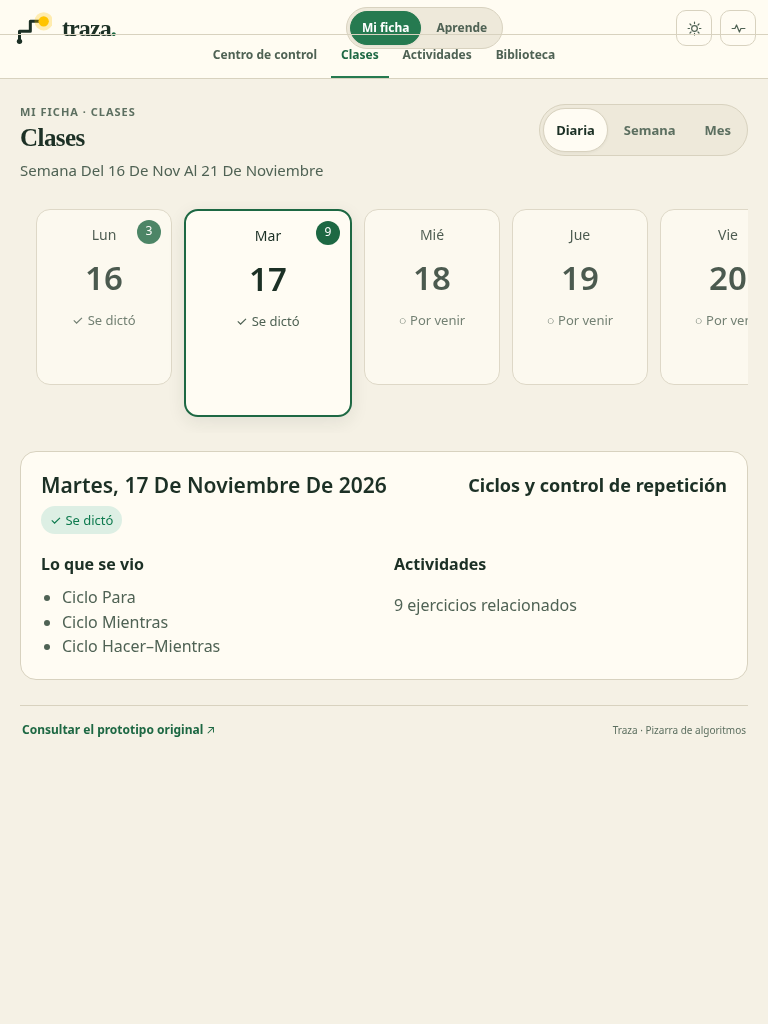 traza.
Mi ficha Aprende
Centro de control Clases Actividades Biblioteca
MI FICHA · CLASES
Clases
Semana Del 16 De Nov Al 21 De Noviembre
Diaria Semana Mes
Lun 3
16
✓ Se dictó
Mar 9
17
✓ Se dictó
Mié
18
○ Por venir
Jue
19
○ Por venir
Vie
20
○ Por ven
Martes, 17 De Noviembre De 2026
Ciclos y control de repetición
✓ Se dictó
Lo que se vio
• Ciclo Para
• Ciclo Mientras
• Ciclo Hacer–Mientras
Actividades
9 ejercicios relacionados
Consultar el prototipo original ↗
Traza · Pizarra de algoritmos